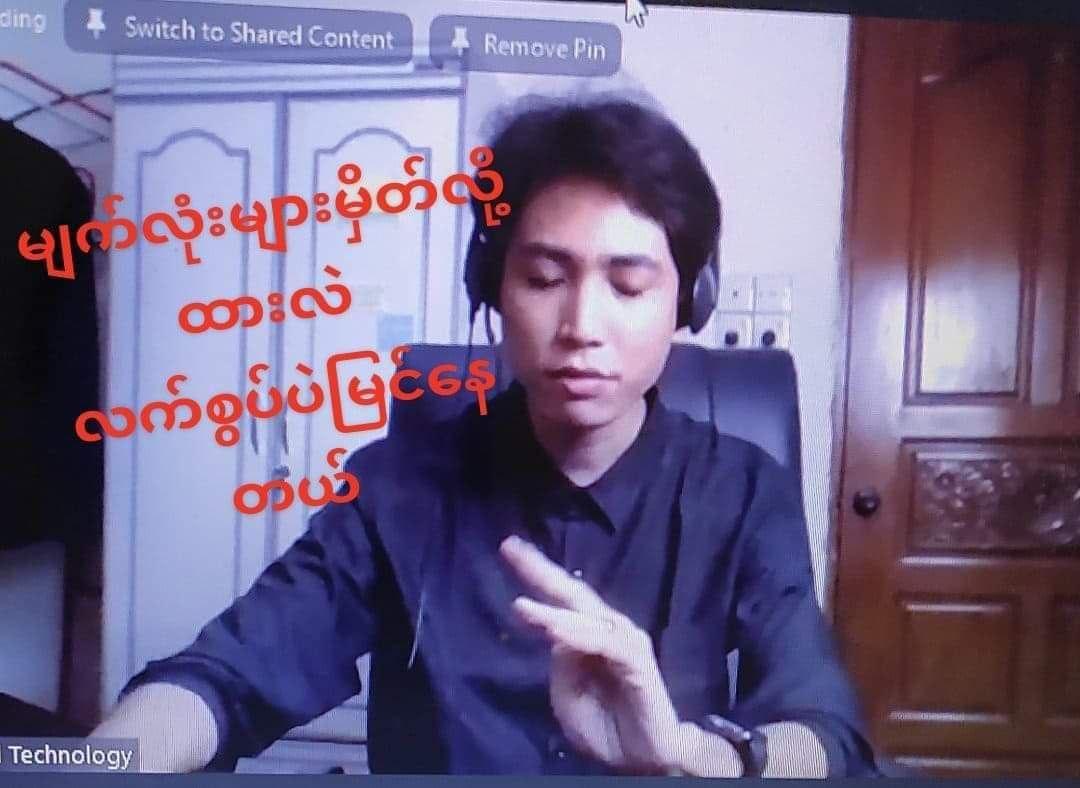 ding
Switch to Shared Content
Remove Pin
မျက်လုံးများမှိတ်လို့
ထားလဲ
လက်စွပ်ပဲမြင်နေ
တယ်
Technology